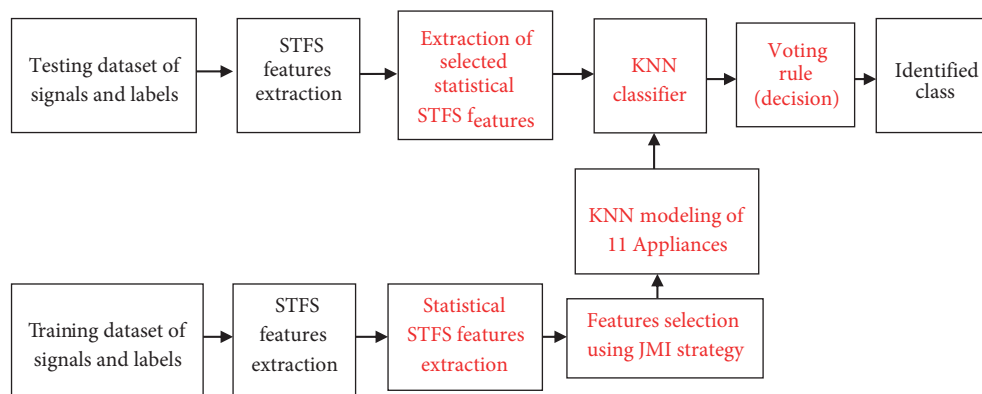 Testing dataset of
signals and labels
STFS
features
extraction
Extraction of
selected
statistical
STFS features
KNN
classifier
Voting
rule
(decision)
Identified
class
KNN modeling of
11 Appliances
Training dataset of
signals and labels
STFS
features
extraction
Statistical
STFS features
extraction
Features selection
using JMI strategy